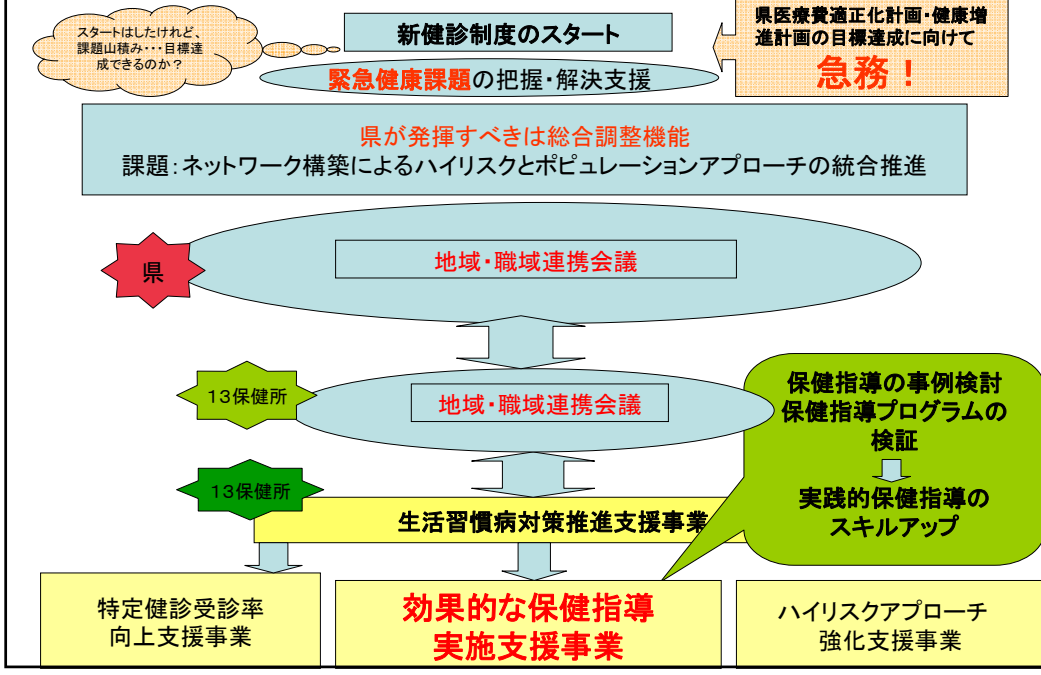 スタートはしたけれど、
課題山積み・・・目標達
成できるのか？
新健診制度のスタート
県医療費適正化計画・健康増
進計画の目標達成に向けて
急務！
緊急健康課題の把握・解決支援
県が発揮すべきは総合調整機能
課題：ネットワーク構築によるハイリスクとポピュレーションアプローチの統合推進
県
地域・職域連携会議
13保健所
地域・職域連携会議
保健指導の事例検討
保健指導プログラムの
検証
実践的保健指導の
スキルアップ
13保健所
生活習慣病対策推進支援事業
特定健診受診率
向上支援事業
効果的な保健指導
実施支援事業
ハイリスクアプローチ
強化支援事業